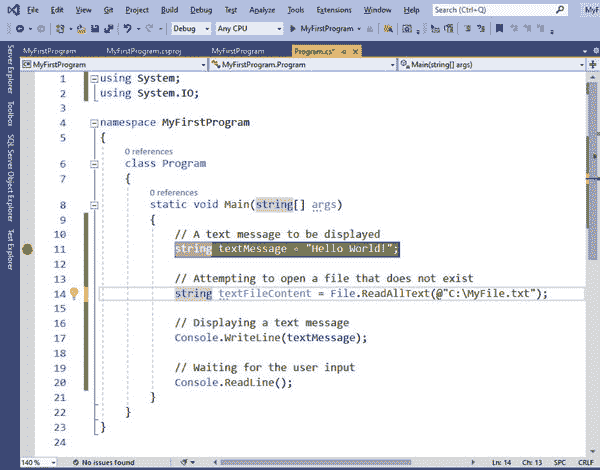 File Edit View Git Project Build Debug Test Analyze Tools Extensions Window Help Search (Ctrl+Q) MyF
Debug Any CPU MyFirstProgram
MyFirstProgram MyFirstProgram.csproj MyFirstProgram Program.cs*
MyFirstProgram MyFirstProgram.Program Main(string[] args)
Server Explorer
Toolbox
SQL Server Object Explorer
Test Explorer
1 using System;
2 using System.IO;
3
4 namespace MyFirstProgram
5 {
0 references
6 class Program
7 {
0 references
8 static void Main(string[] args)
9 {
10 // A text message to be displayed
11 string textMessage = "Hello World!";
12
13 // Attempting to open a file that does not exist
14 string textFileContent = File.ReadAllText(@"C:\MyFile.txt");
15
16 // Displaying a text message
17 Console.WriteLine(textMessage);
18
19 // Waiting for the user input
20 Console.ReadLine();
21 }
22 }
23 }
24
140 % No issues found Ln: 14 Ch: 13 SPC CRLF